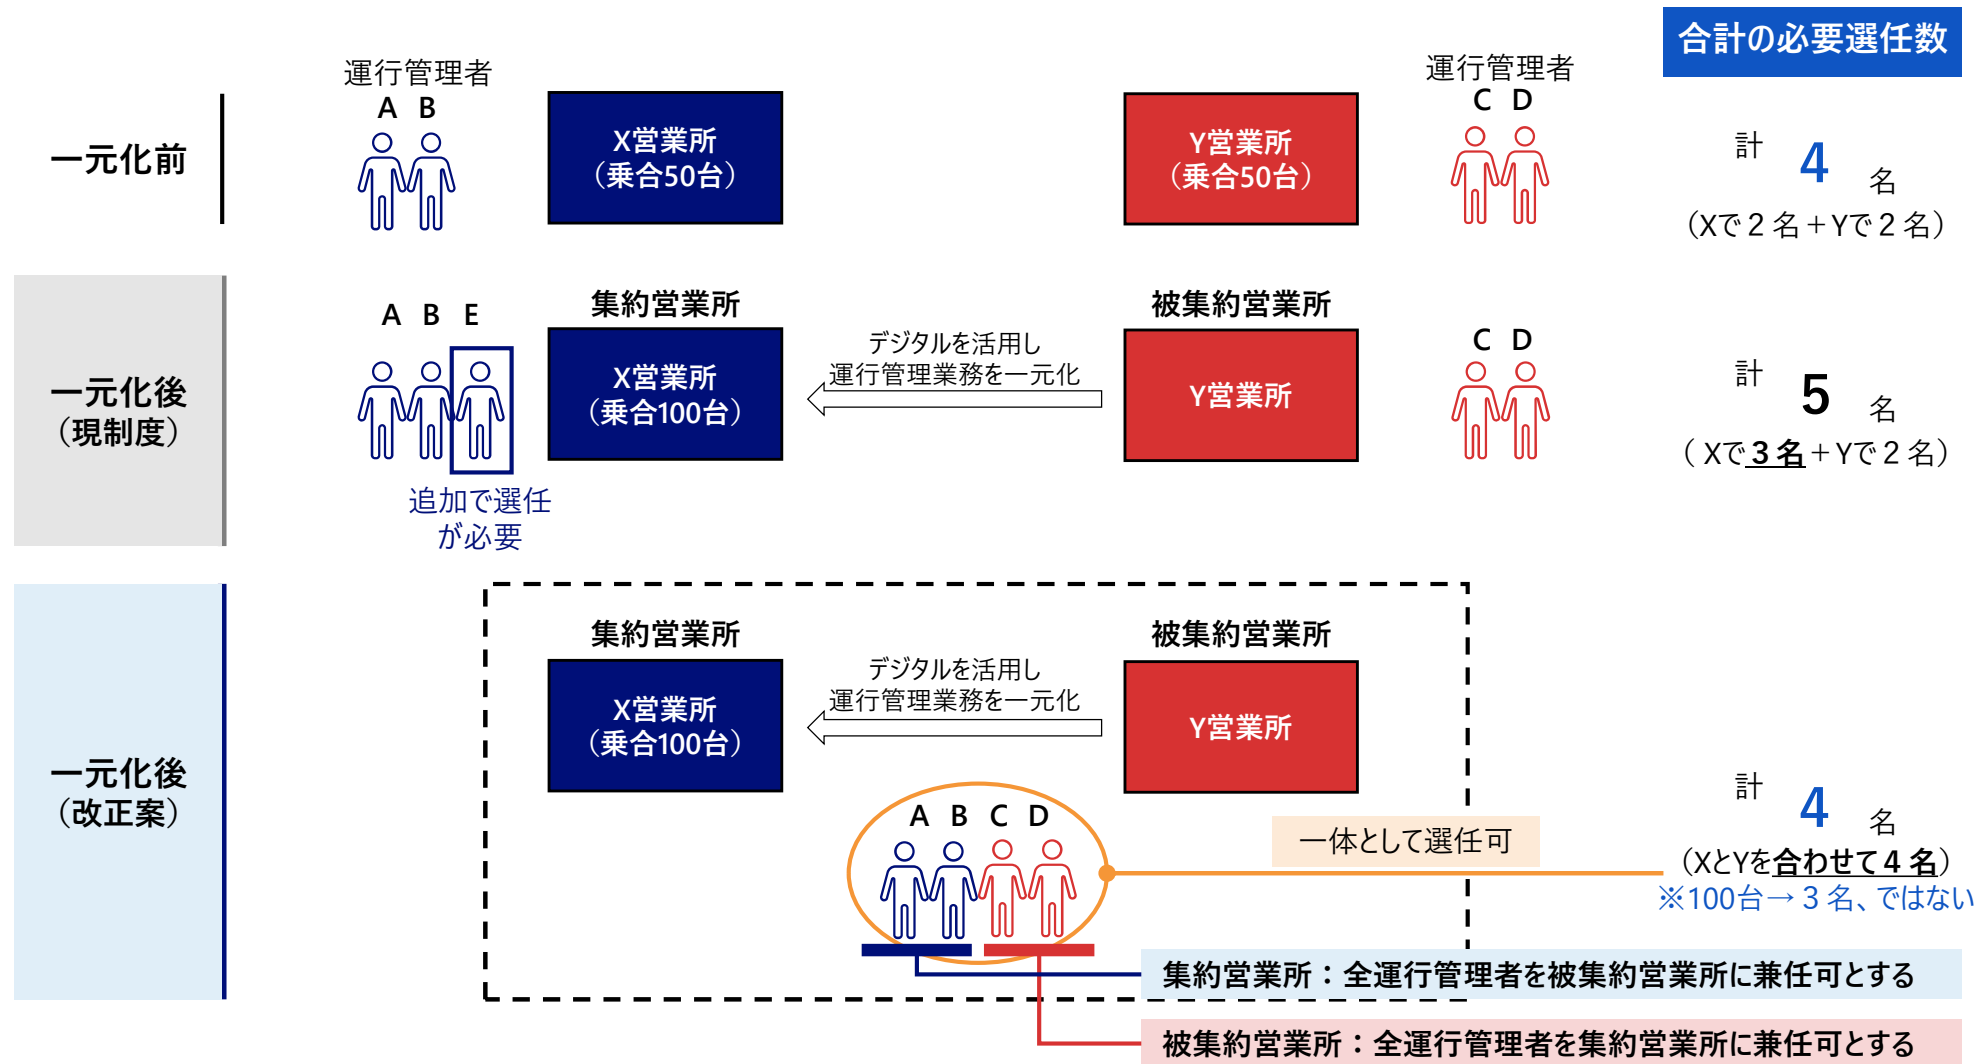 合計の必要選任数
一元化前
運行管理者
A B
X営業所
（乗合50台）
Y営業所
（乗合50台）
運行管理者
C D
計 4 名
（Xで２名＋Yで２名）
一元化後
（現制度）
A B E
追加で選任
が必要
集約営業所
X営業所
（乗合100台）
デジタルを活用し
運行管理業務を一元化
被集約営業所
Y営業所
C D
計 5 名
（ Xで３名＋Yで２名）
一元化後
（改正案）
集約営業所
X営業所
（乗合100台）
デジタルを活用し
運行管理業務を一元化
被集約営業所
Y営業所
A B C D
一体として選任可
計 4 名
（XとYを合わせて４名）
※100台→３名、ではない
集約営業所：全運行管理者を被集約営業所に兼任可とする
被集約営業所：全運行管理者を集約営業所に兼任可とする